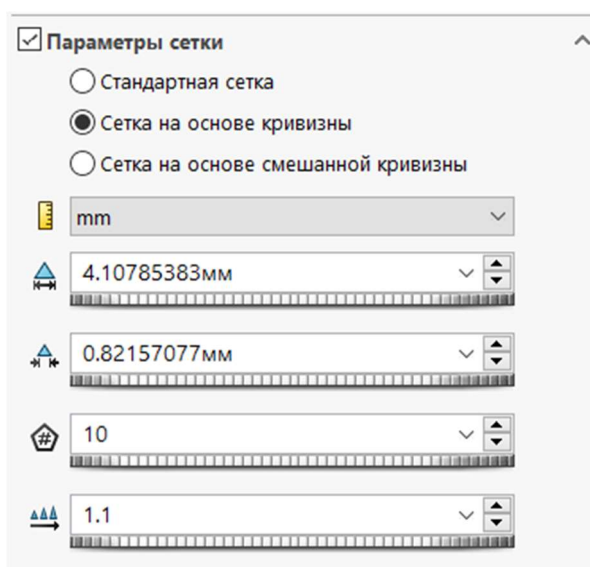 Параметры сетки
Стандартная сетка
Сетка на основе кривизны
Сетка на основе смешанной кривизны
mm
4.10785383мм
0.82157077мм
#
10
1.1